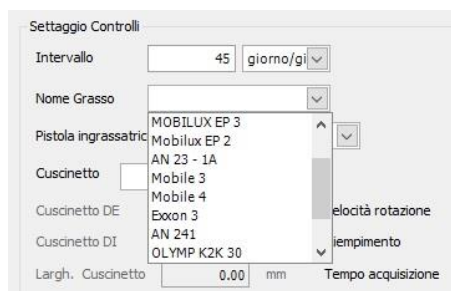 Settaggio Controlli
Intervallo 45 giorno/gi
Nome Grasso
MOBILUX EP 3
Pistola ingrassatric
Mobilux EP 2
AN 23 - 1A
Cuscinetto
Mobile 3
Mobile 4
Cuscinetto DE Exxon 3 elocità rotazione
AN 241
Cuscinetto DI iempimento
OLYMP K2K 30
Largh. Cuscinetto 0.00 mm Tempo acquisizione